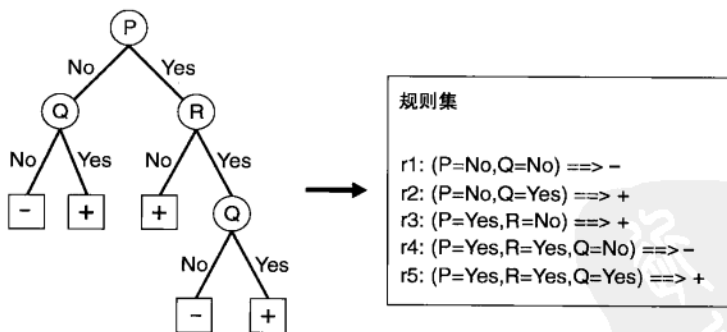 P
No Yes
Q R
No Yes No Yes
- + + Q
No Yes
- +
规则集
r1: (P=No,Q=No) ==> -
r2: (P=No,Q=Yes) ==> +
r3: (P=Yes,R=No) ==> +
r4: (P=Yes,R=Yes,Q=No) ==> -
r5: (P=Yes,R=Yes,Q=Yes) ==> +